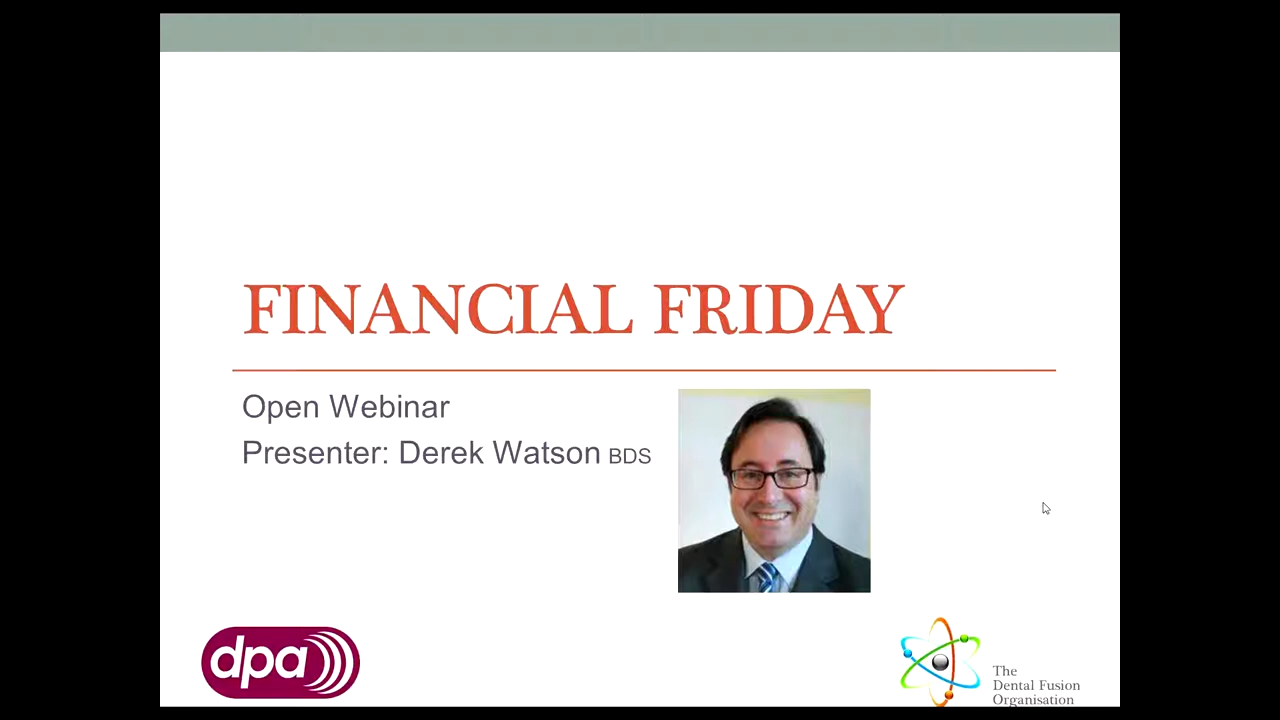 FINANCIAL FRIDAY
Open Webinar
Presenter: Derek Watson BDS
dpa
The
Dental Fusion
Organisation